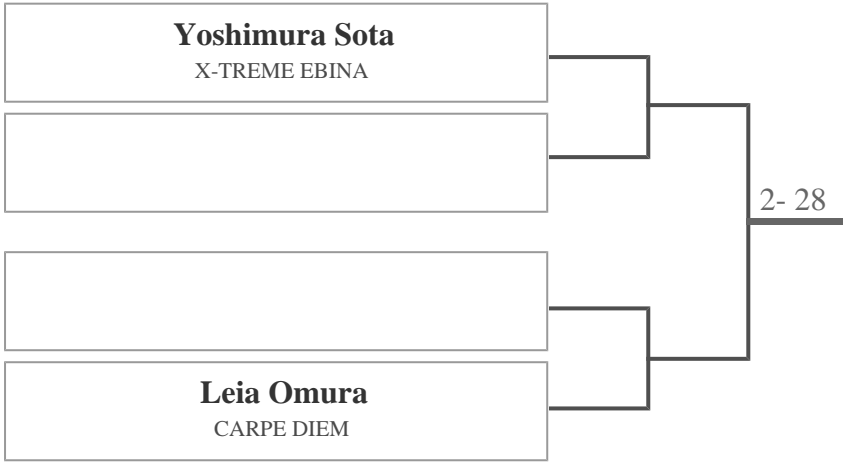 Yoshimura Sota
X-TREME EBINA
2- 28
Leia Omura
CARPE DIEM